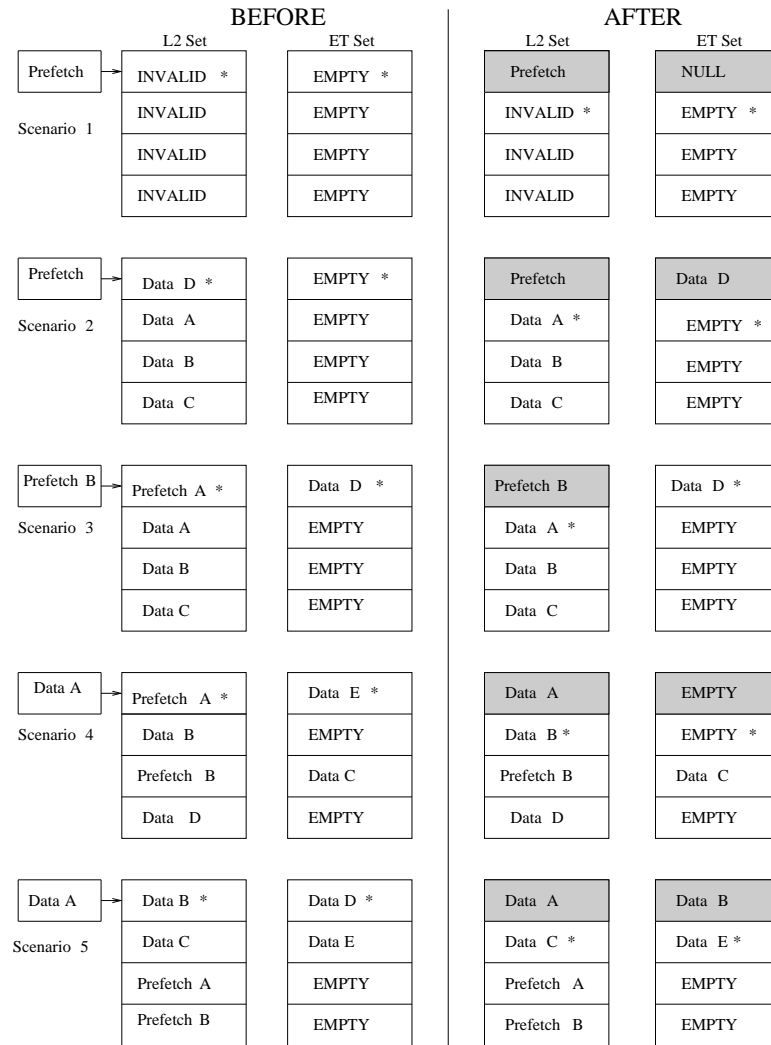 BEFORE AFTER
L2 Set ET Set L2 Set ET Set
Prefetch INVALID * EMPTY * Prefetch NULL
Scenario 1 INVALID EMPTY INVALID * EMPTY *
INVALID EMPTY INVALID EMPTY
INVALID EMPTY INVALID EMPTY
Prefetch Data D * EMPTY * Prefetch Data D
Scenario 2 Data A EMPTY Data A * EMPTY *
Data B EMPTY Data B EMPTY
Data C EMPTY Data C EMPTY
Prefetch B Prefetch A * Data D * Prefetch B Data D *
Scenario 3 Data A EMPTY Data A * EMPTY
Data B EMPTY Data B EMPTY
Data C EMPTY Data C EMPTY
Data A Prefetch A * Data E * Data A EMPTY
Scenario 4 Data B EMPTY Data B * EMPTY *
Prefetch B Data C Prefetch B Data C
Data D EMPTY Data D EMPTY
Data A Data B * Data D * Data A Data B
Scenario 5 Data C Data E Data C * Data E *
Prefetch A EMPTY Prefetch A EMPTY
Prefetch B EMPTY Prefetch B EMPTY